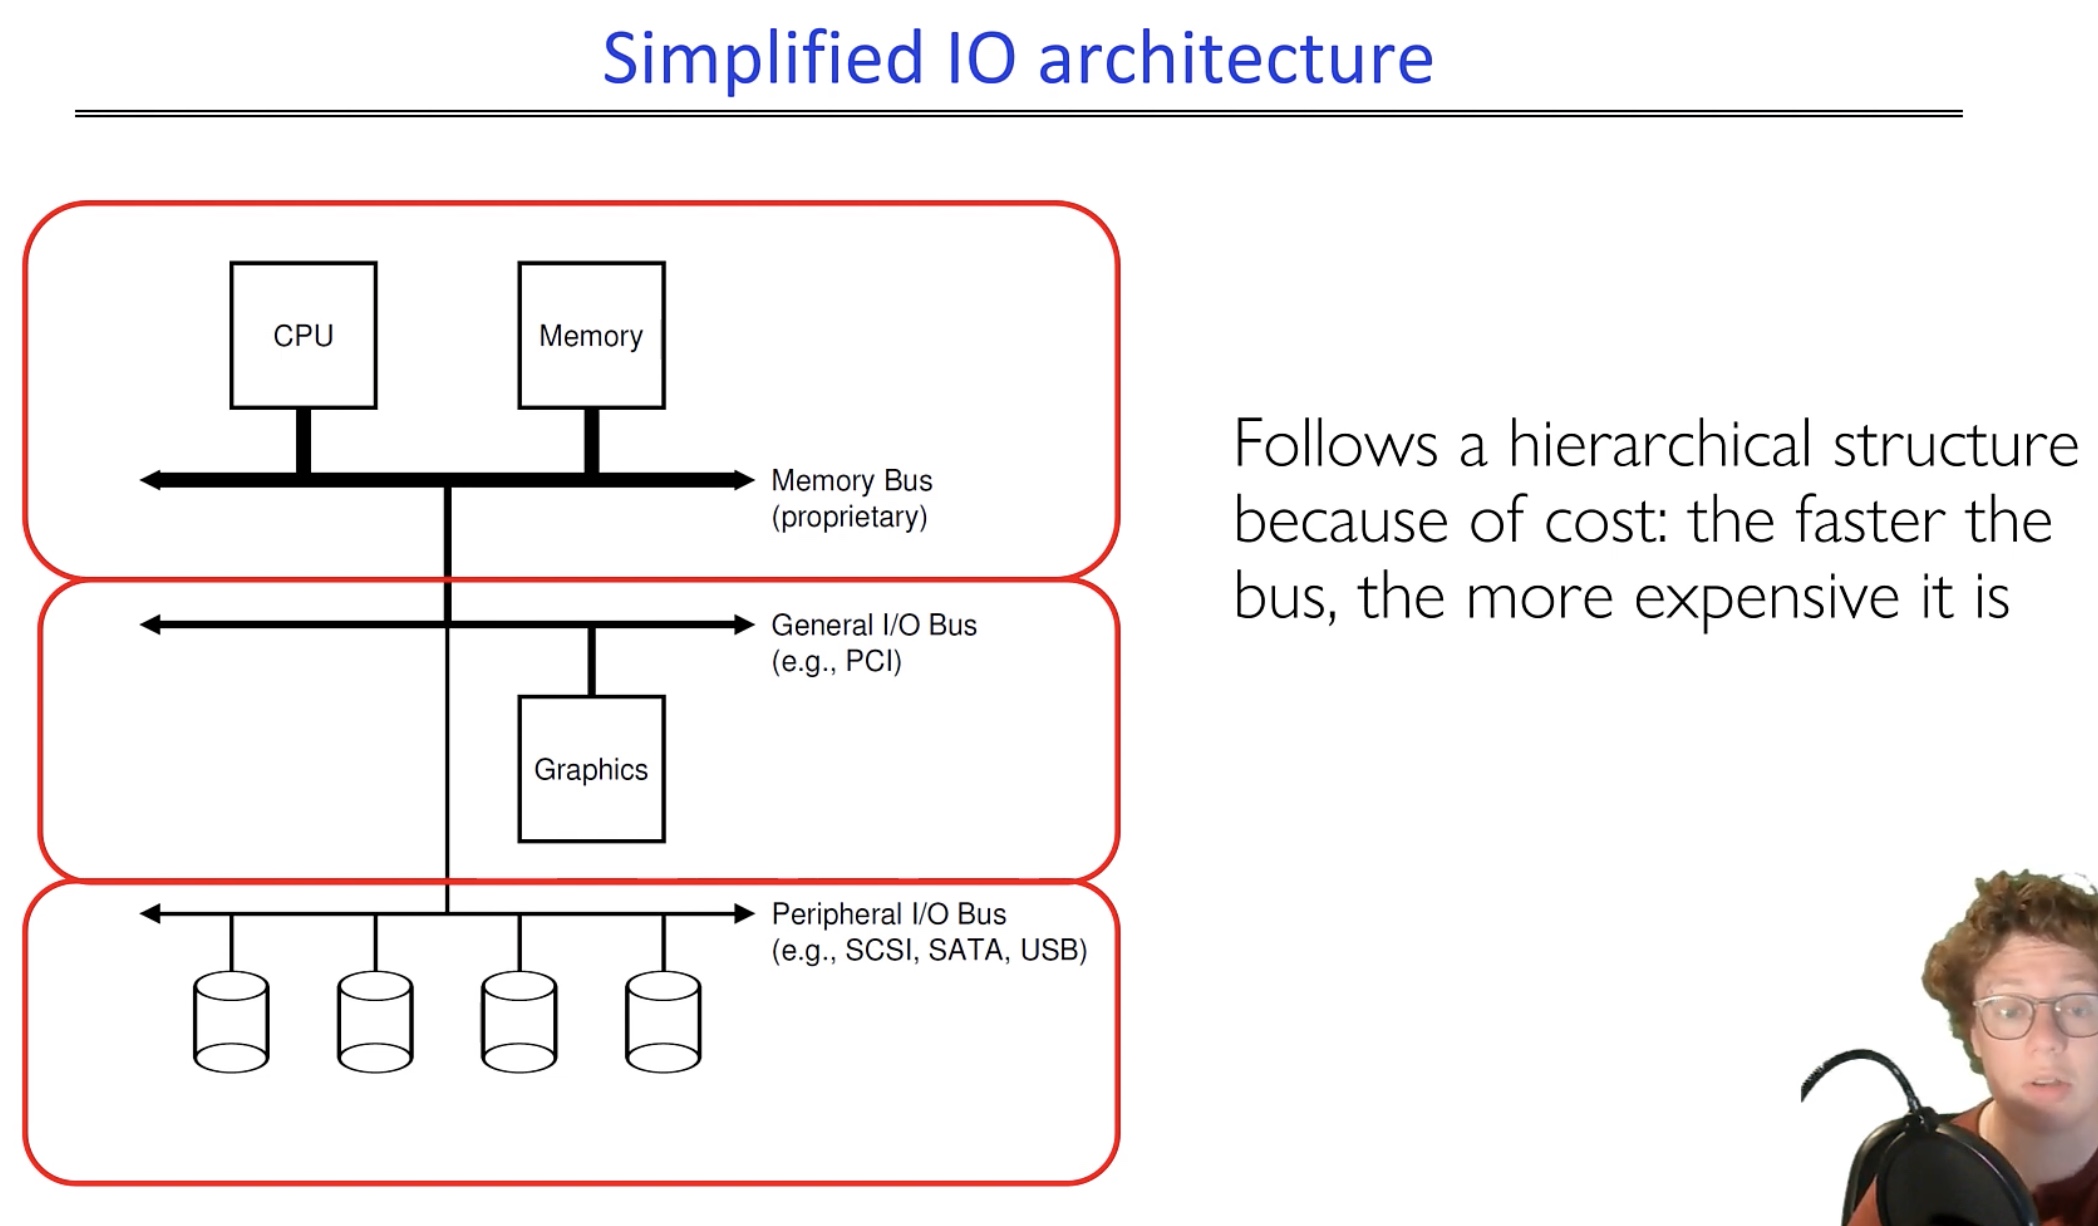 Simplified IO architecture
CPU
Memory
Memory Bus
(proprietary)
General I/O Bus
(e.g., PCI)
Graphics
Peripheral I/O Bus
(e.g., SCSI, SATA, USB)
Follows a hierarchical structure
because of cost: the faster the
bus, the more expensive it is